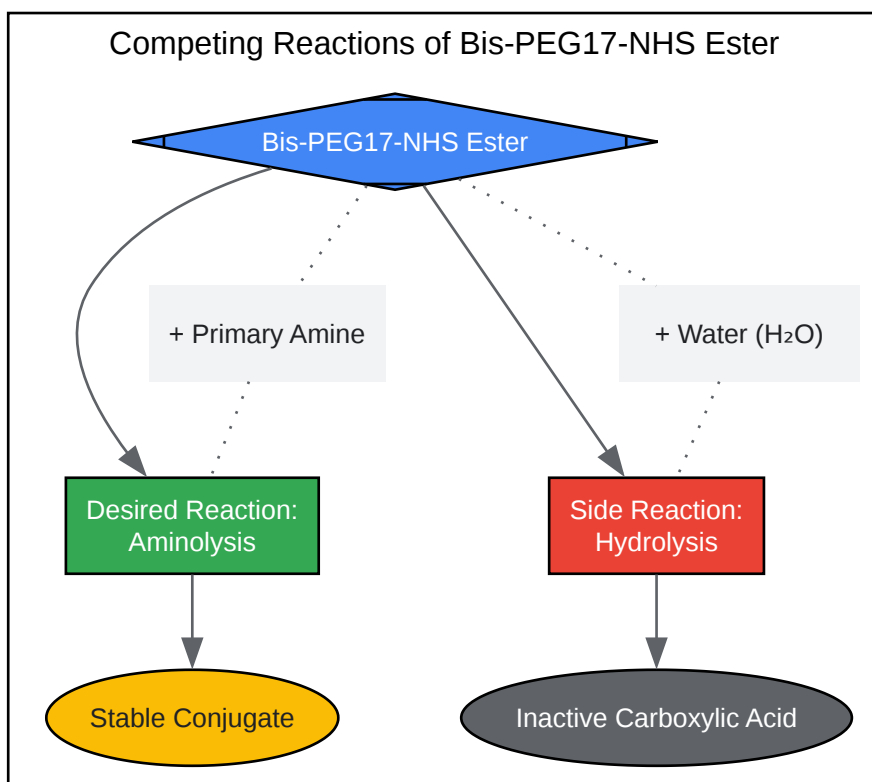 Competing Reactions of Bis-PEG17-NHS Ester
Bis-PEG17-NHS Ester
+ Primary Amine
+ Water (H₂O)
Desired Reaction:
Aminolysis
Side Reaction:
Hydrolysis
Stable Conjugate
Inactive Carboxylic Acid